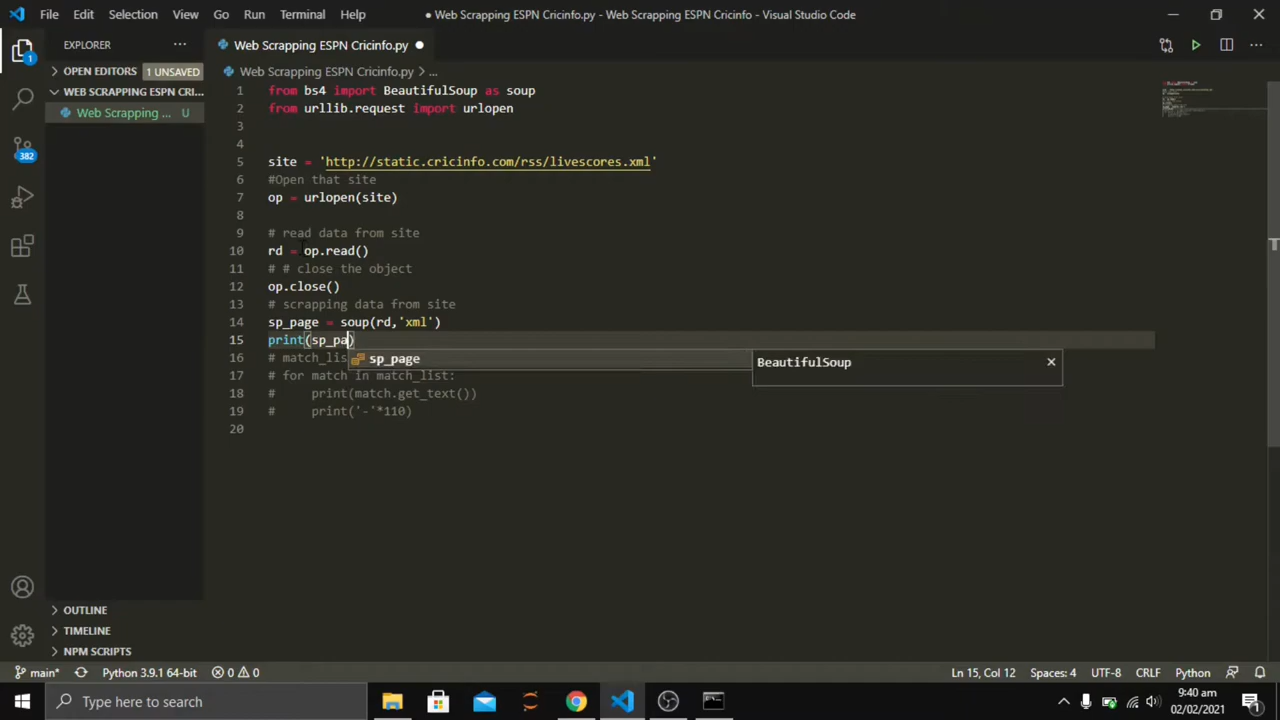 File Edit Selection View Go Run Terminal Help
● Web Scrapping ESPN Cricinfo.py - Web Scrapping ESPN Cricinfo - Visual Studio Code
1
382
EXPLORER ...
OPEN EDITORS 1 UNSAVED
WEB SCRAPPING ESPN CRI...
Web Scrapping ... U
OUTLINE
TIMELINE
NPM SCRIPTS
Web Scrapping ESPN Cricinfo.py ●
Web Scrapping ESPN Cricinfo.py > ...
1 from bs4 import BeautifulSoup as soup
2 from urllib.request import urlopen
3
4
5 site = 'http://static.cricinfo.com/rss/livescores.xml'
6 #Open that site
7 op = urlopen(site)
8
9 # read data from site
10 rd = op.read()
11 # # close the object
12 op.close()
13 # scrapping data from site
14 sp_page = soup(rd,'xml')
15 print(sp_pa)
16 # match_lis
sp_page
BeautifulSoup
17 # for match in match_list:
18 # print(match.get_text())
19 # print('-'*110)
20
main* Python 3.9.1 64-bit 0 0 Ln 15, Col 12 Spaces: 4 UTF-8 CRLF Python
Type here to search
9:40 am
02/02/2021
1